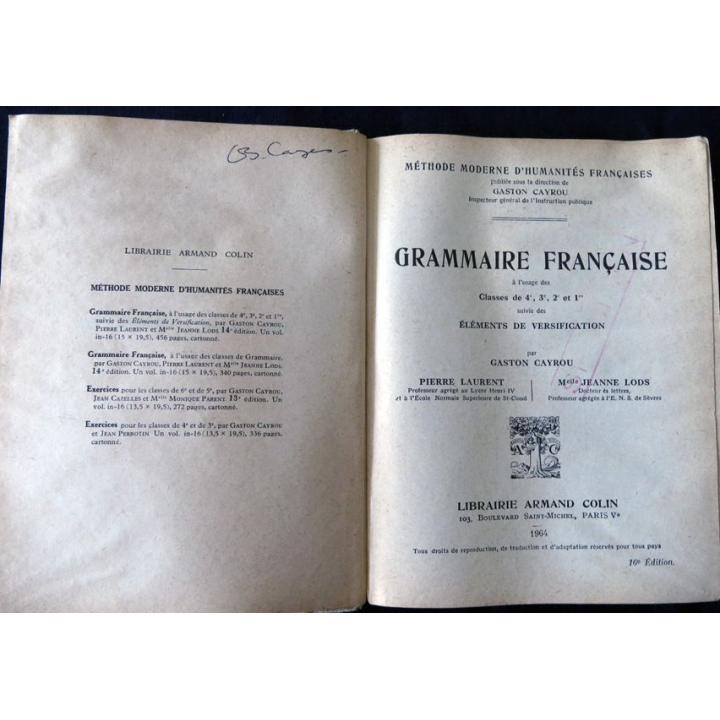 LIBRAIRIE ARMAND COLIN
MÉTHODE MODERNE D'HUMANITÉS FRANÇAISES
Grammaire Française, à l'usage des classes de 4e, 3e, 2e et 1re,
suivie des Éléments de Versification, par GASTON CAYROU,
PIERRE LAURENT et Mlle JEANNE LODS 14e édition. Un vol.
in-16 (15 × 19,5), 456 pages, cartonné.
Grammaire Française, à l'usage des classes de Grammaire,
par GASTON CAYROU, PIERRE LAURENT et Mlle JEANNE LODS.
14e édition. Un vol. in-16 (15 × 19,5), 340 pages, cartonné.
Exercices pour les classes de 6e et de 5e, par GASTON CAYROU,
JEAN CAZELLES et Mlle MONIQUE PARENT 13e édition. Un
vol. in-16 (13,5 × 19,5), 272 pages, cartonné.
Exercices pour les classes de 4e et de 3e, par GASTON CAYROU
et JEAN PERROTIN Un vol. in-16 (13,5 × 19,5), 336 pages,
cartonné.
MÉTHODE MODERNE D'HUMANITÉS FRANÇAISES
publiée sous la direction de
GASTON CAYROU
Inspecteur général de l'Instruction publique
GRAMMAIRE FRANÇAISE
à l'usage des
Classes de 4e, 3e, 2e et 1re
suivie des
ÉLÉMENTS DE VERSIFICATION
par
GASTON CAYROU
PIERRE LAURENT
Professeur agrégé au Lycée Henri IV
et à l'École Normale Supérieure de St-Cloud
Mlle JEANNE LODS
Docteur ès lettres,
Professeur agrégée à l'E. N. S. de Sèvres
A C
LIBRAIRIE ARMAND COLIN
103, BOULEVARD SAINT-MICHEL, PARIS Ve
1964
Tous droits de reproduction, de traduction et d'adaptation réservés pour tous pays
16e Édition.